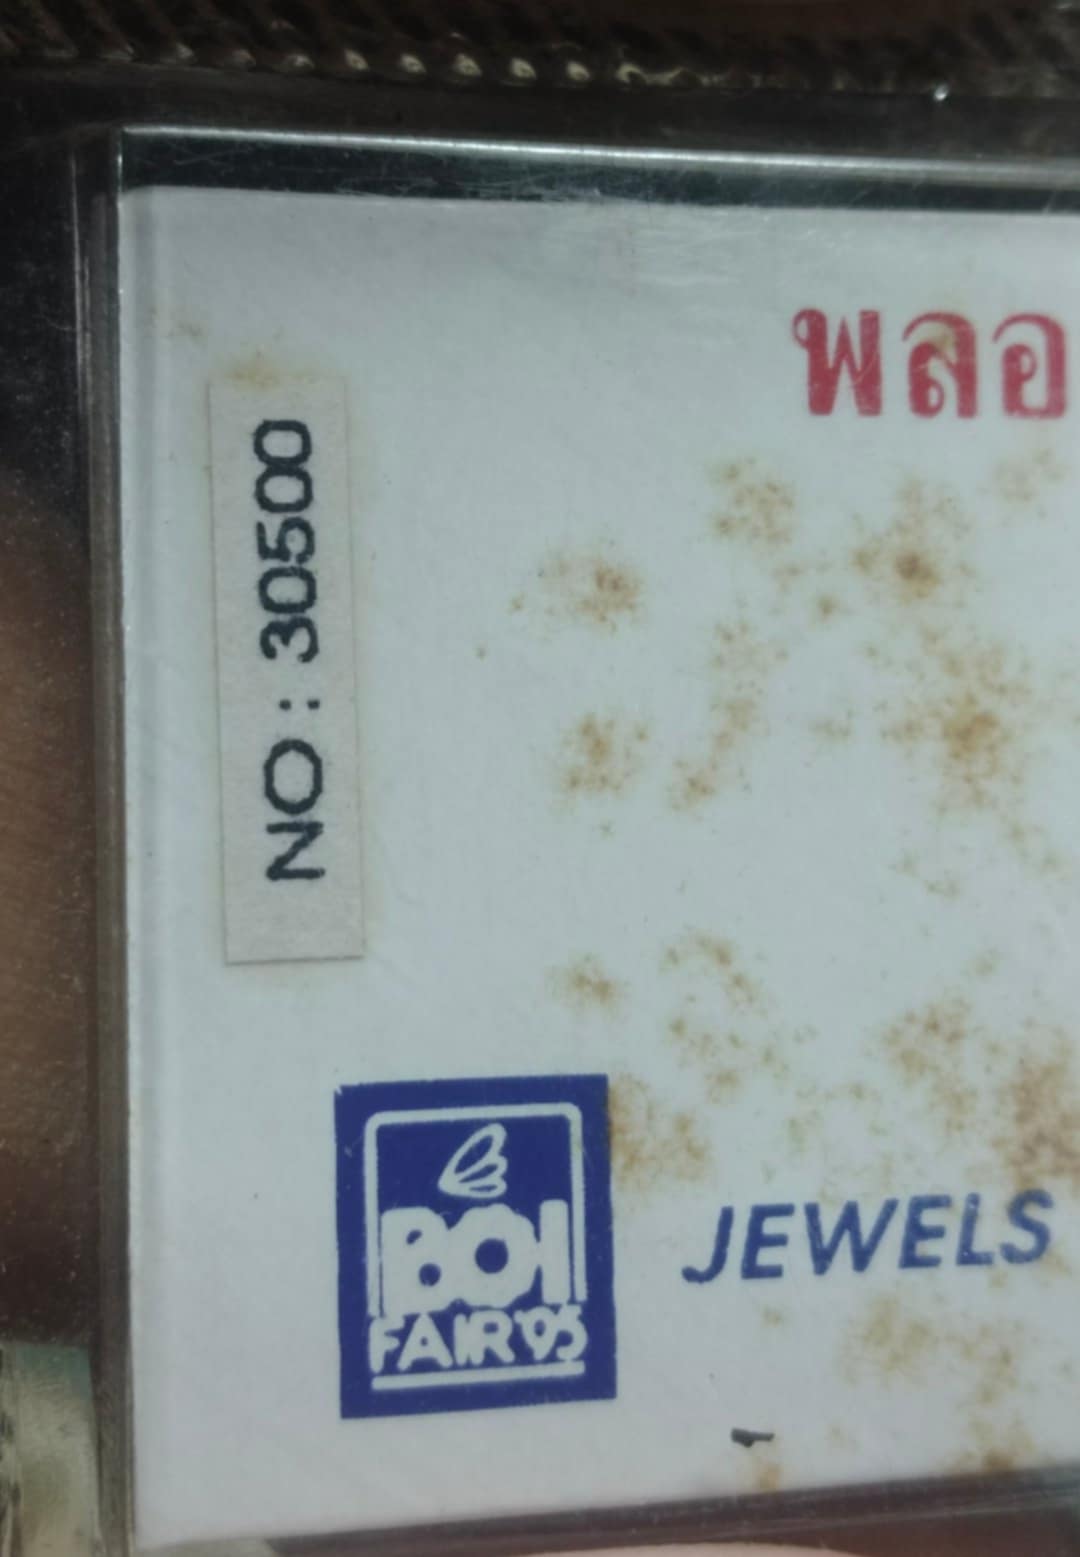 พลอ
NO : 30500
BOI
FAIR '95
JEWELS